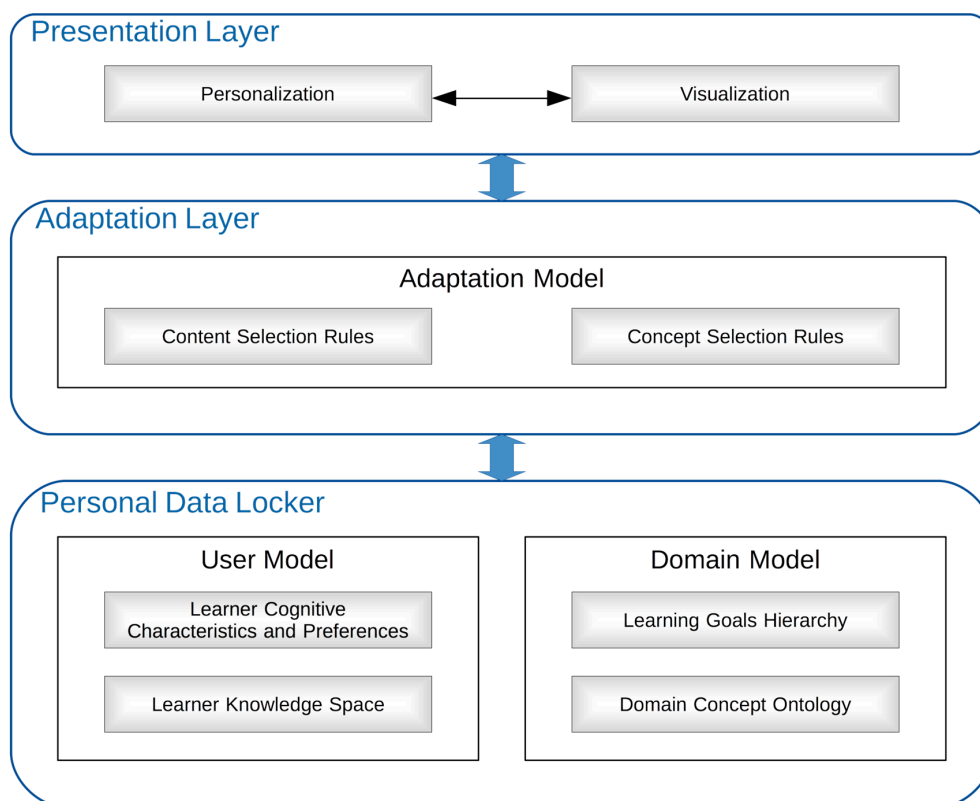 Presentation Layer
Personalization
Visualization
Adaptation Layer
Adaptation Model
Content Selection Rules
Concept Selection Rules
Personal Data Locker
User Model
Learner Cognitive
Characteristics and Preferences
Learner Knowledge Space
Domain Model
Learning Goals Hierarchy
Domain Concept Ontology